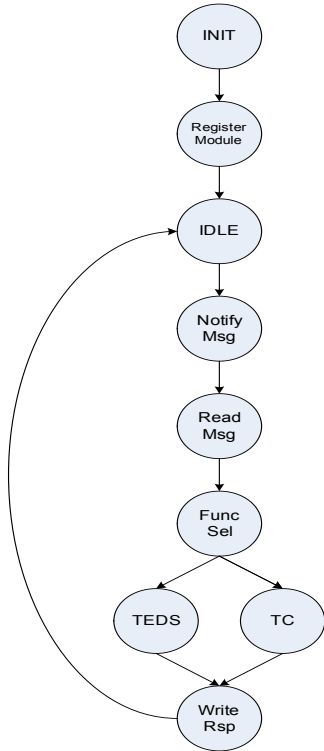 INIT
Register
Module
IDLE
Notify
Msg
Read
Msg
Func
Sel
TEDS
TC
Write
Rsp